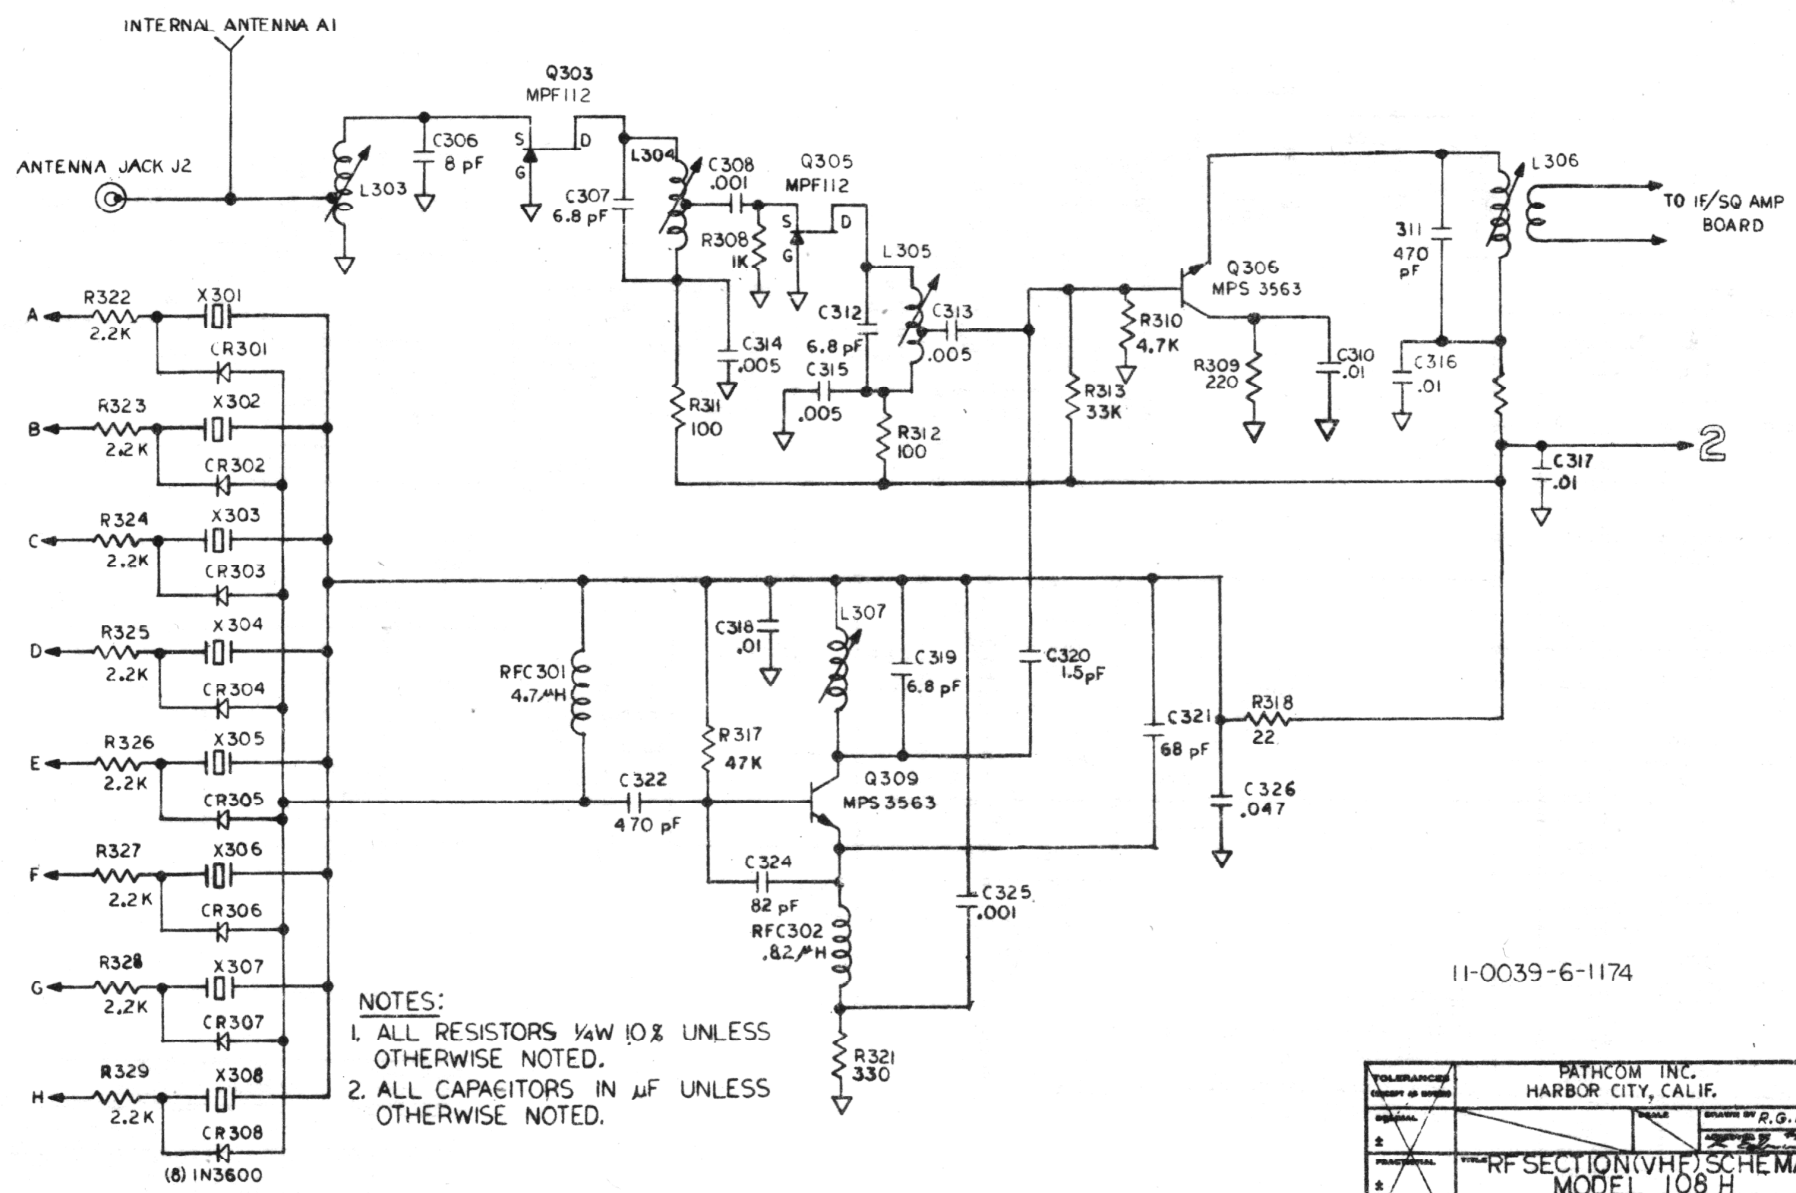 INTERNAL ANTENNA A1
ANTENNA JACK J2
L303
C306
8 pF
Q303
MPF112
S
D
G
C307
6.8 pF
L304
C308
.001
R308
1K
Q305
MPF112
S
D
G
L305
C312
6.8 pF
C313
.005
C314
.005
C315
.005
R311
100
R312
100
R313
33K
R310
4.7K
Q306
MPS 3563
R309
220
C310
.01
311
470
pF
L306
TO IF/SQ AMP
BOARD
C316
.01
2
C317
.01
A
R322
2.2K
X301
CR301
B
R323
2.2K
X302
CR302
C
R324
2.2K
X303
CR303
D
R325
2.2K
X304
CR304
E
R326
2.2K
X305
CR305
F
R327
2.2K
X306
CR306
G
R328
2.2K
X307
CR307
H
R329
2.2K
X308
CR308
(8) IN3600
RFC301
4.7µH
C318
.01
L307
C319
6.8 pF
C320
1.5pF
R317
47K
C322
470 pF
Q309
MPS3563
C321
68 pF
R318
22
C326
.047
C324
82 pF
C325
.001
RFC302
.82µH
R321
330
NOTES:
1. ALL RESISTORS ¼W 10% UNLESS
OTHERWISE NOTED.
2. ALL CAPACITORS IN µF UNLESS
OTHERWISE NOTED.
11-0039-6-1174
TOLERANCES
PATHCOM INC.
HARBOR CITY, CALIF.
DECIMAL
±
SCALE
DRAWN BY R.G.
APPROVED BY
FRACTIONAL
±
TITLE RF SECTION (VHF) SCHEMA
MODEL 108 H